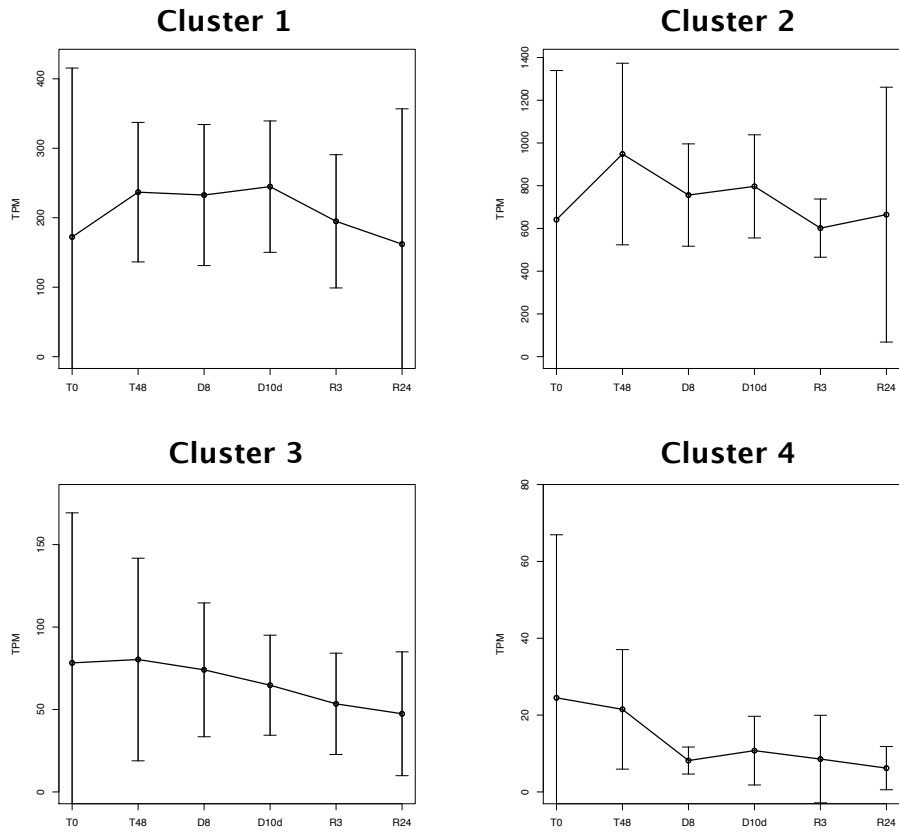 Cluster 1
TPM
400
300
200
100
0
T0 T48 D8 D10d R3 R24
Cluster 2
TPM
1400
1200
1000
800
600
400
200
0
T0 T48 D8 D10d R3 R24
Cluster 3
TPM
150
100
50
0
T0 T48 D8 D10d R3 R24
Cluster 4
TPM
80
60
40
20
0
T0 T48 D8 D10d R3 R24